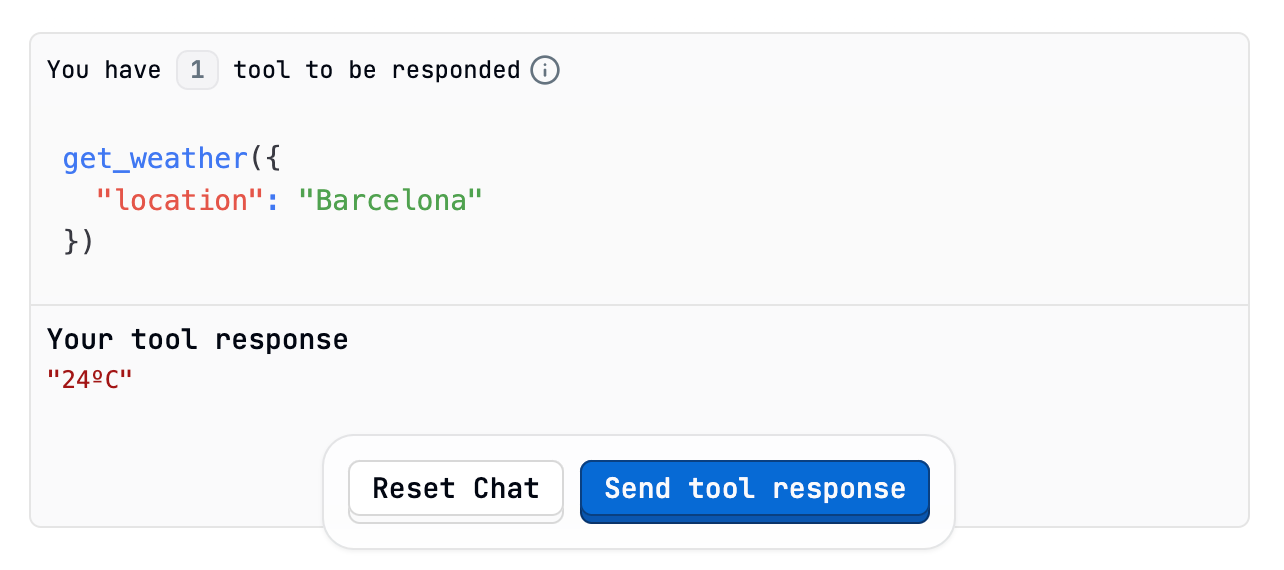 You have 1 tool to be responded
get_weather({
  "location": "Barcelona"
})
Your tool response
"24ºC"
Reset Chat
Send tool response